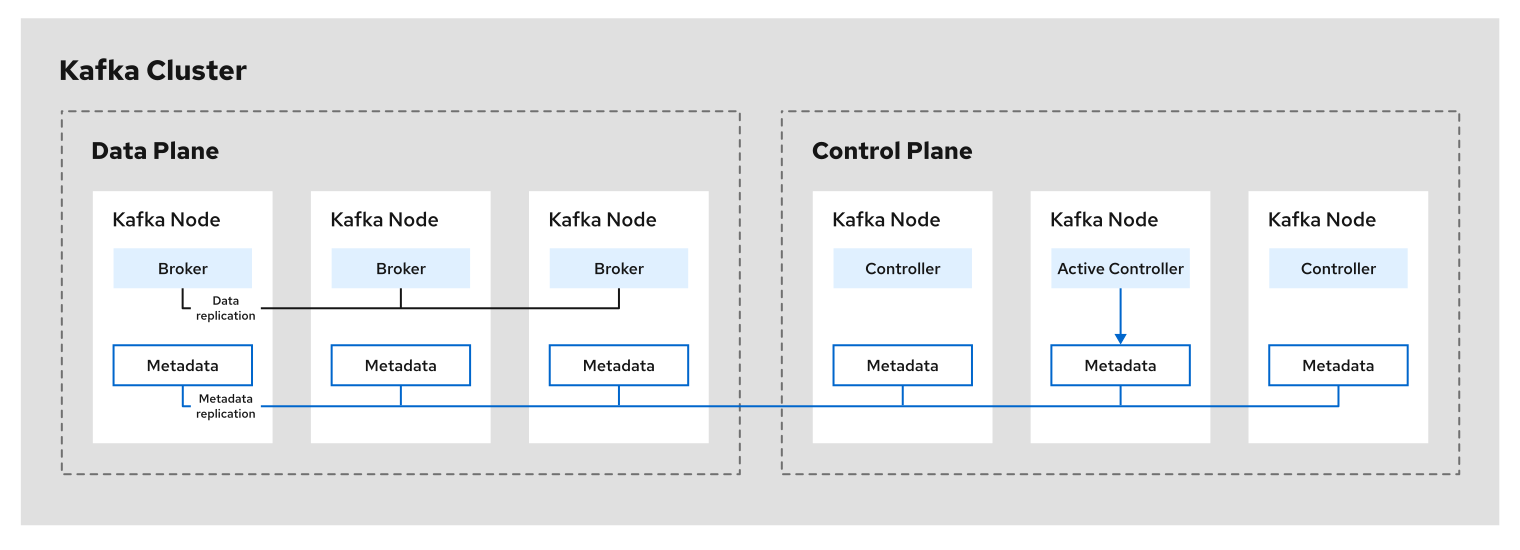 Kafka Cluster
Data Plane
Kafka Node
Broker
Data
replication
Metadata
Metadata
replication
Kafka Node
Broker
Metadata
Kafka Node
Broker
Metadata
Control Plane
Kafka Node
Controller
Metadata
Kafka Node
Active Controller
Metadata
Kafka Node
Controller
Metadata